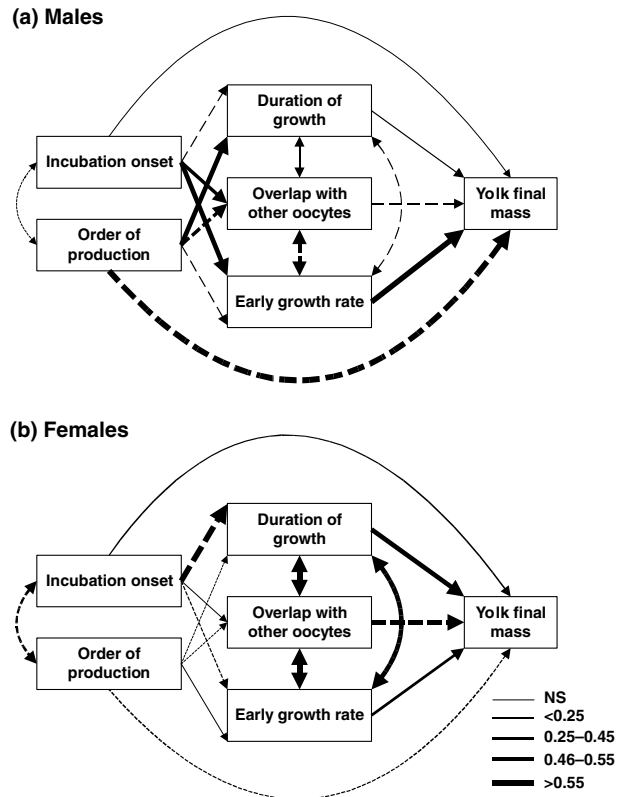 (a) Males
Duration of
growth
Incubation onset
Overlap with
other oocytes
Yolk final
mass
Order of
production
Early growth rate
(b) Females
Duration of
growth
Incubation onset
Overlap with
other oocytes
Yolk final
mass
Order of
production
Early growth rate
NS
<0.25
0.25–0.45
0.46–0.55
>0.55